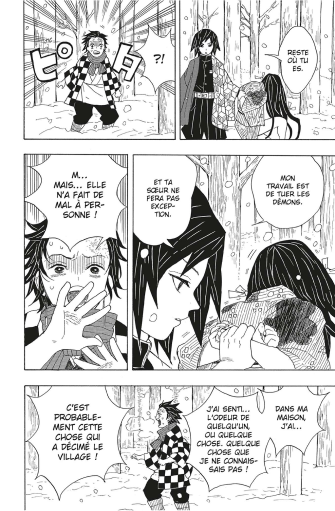 RESTE
OÙ TU
ES.
?!
ピタ
MON
TRAVAIL EST
DE TUER LES
DÉMONS.
ET TA
SŒUR NE
FERA PAS
EXCEP-
TION.
M...
MAIS... ELLE
N'A FAIT DE
MAL À PER-
SONNE !
DANS MA
MAISON,
J'AI...
J'AI SENTI...
L'ODEUR DE
QUELQU'UN,
OU QUELQUE
CHOSE. QUELQUE
CHOSE QUE
JE NE CONNAIS-
SAIS PAS !
C'EST
PROBABLE-
MENT CETTE
CHOSE QUI
A DÉCIMÉ LE
VILLAGE !